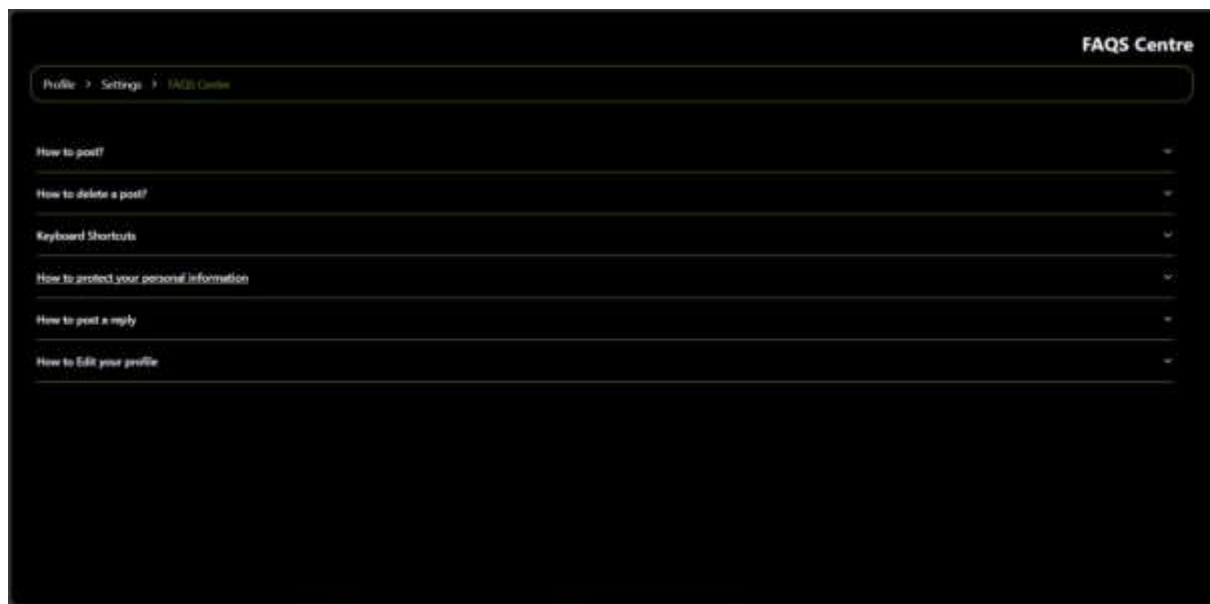 FAQS Centre
Profile > Settings > FAQS Centre
How to post?
How to delete a post?
Keyboard Shortcuts
How to protect your personal information
How to post a reply
How to Edit your profile